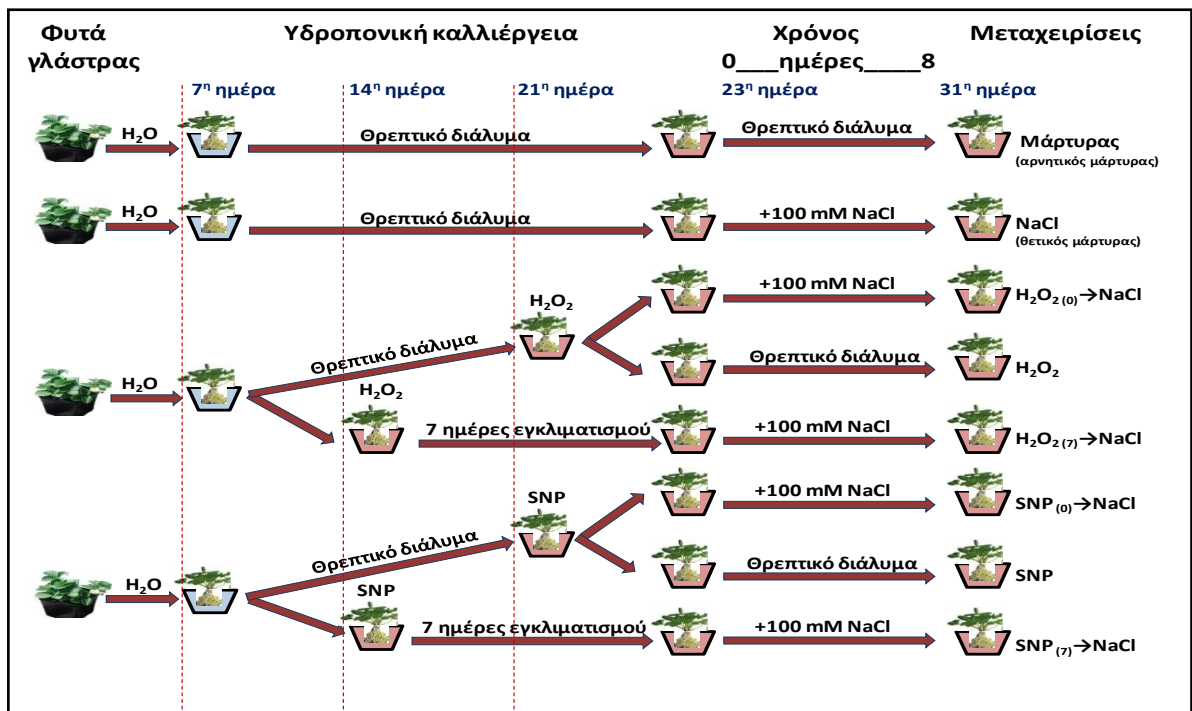 Φυτά γλάστρας
Υδροπονική καλλιέργεια
Χρόνος
0___ημέρες____8
Μεταχειρίσεις
7η ημέρα
14η ημέρα
21η ημέρα
23η ημέρα
31η ημέρα
H2O
Θρεπτικό διάλυμα
Θρεπτικό διάλυμα
Μάρτυρας
(αρνητικός μάρτυρας)
H2O
Θρεπτικό διάλυμα
+100 mM NaCl
NaCl
(θετικός μάρτυρας)
H2O
Θρεπτικό διάλυμα
H2O2
+100 mM NaCl
H2O2 (0)→NaCl
Θρεπτικό διάλυμα
H2O2
H2O2
7 ημέρες εγκλιματισμού
+100 mM NaCl
H2O2 (7)→NaCl
H2O
Θρεπτικό διάλυμα
SNP
+100 mM NaCl
SNP (0)→NaCl
Θρεπτικό διάλυμα
SNP
SNP
7 ημέρες εγκλιματισμού
+100 mM NaCl
SNP (7)→NaCl